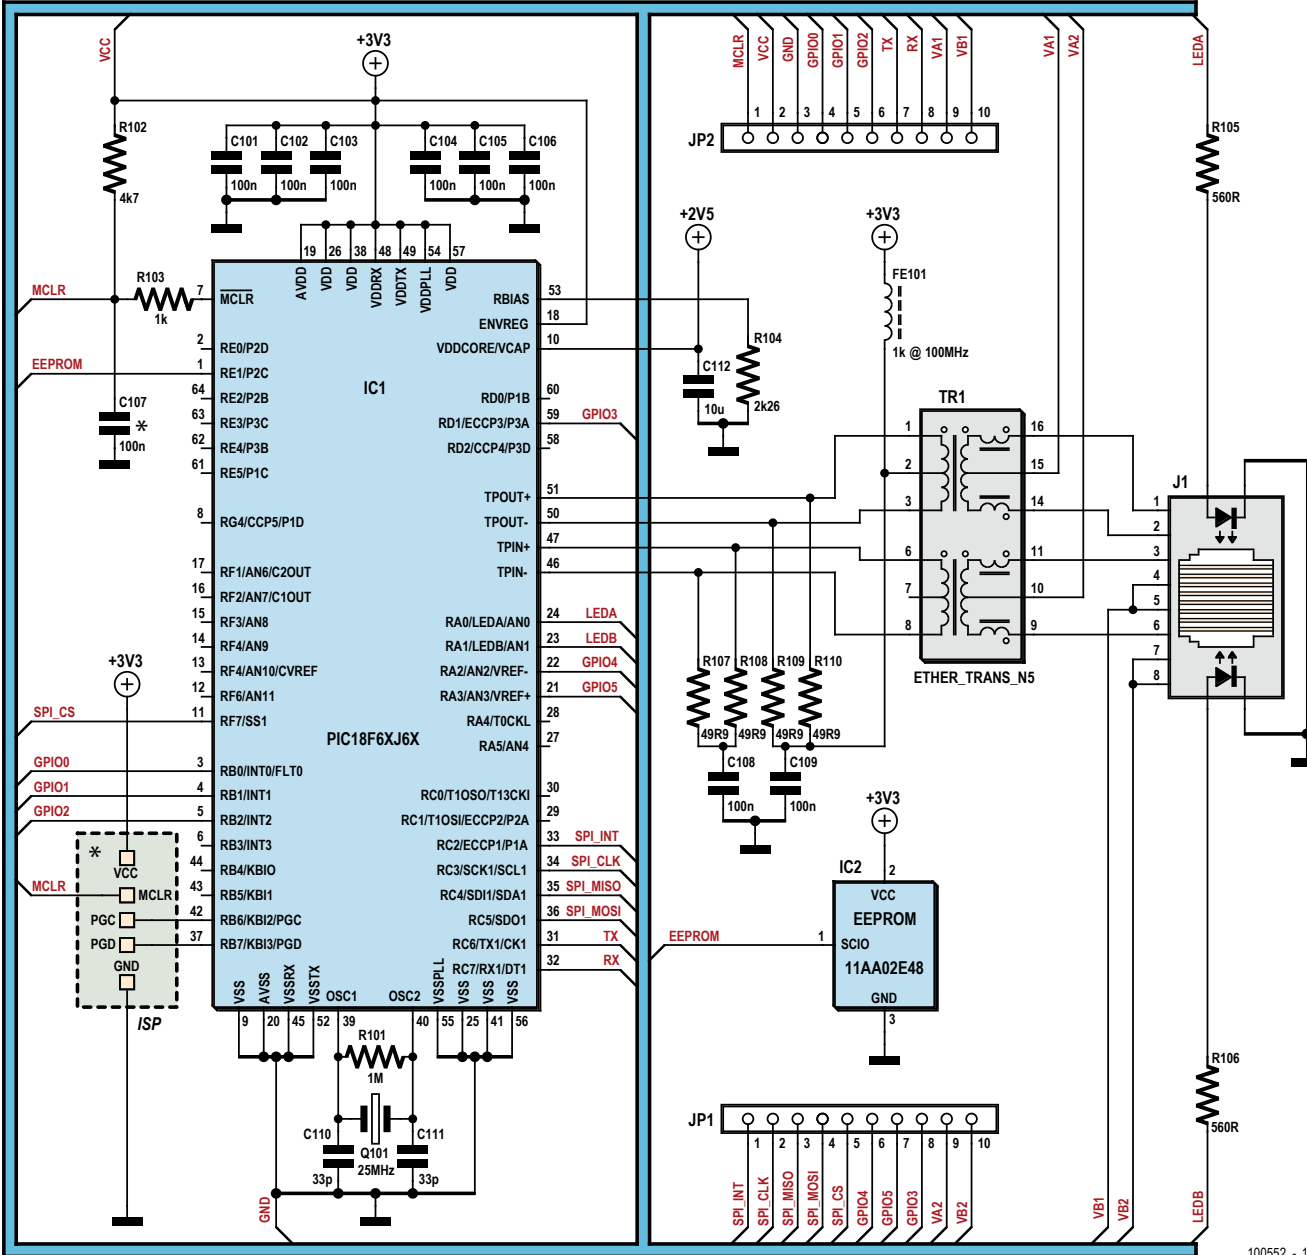 VCC
+3V3
R102
4k7
C101
100n
C102
100n
C103
100n
C104
100n
C105
100n
C106
100n
MCLR
R103
1k
EEPROM
C107
*
100n
19 26 38 48 49 54 57
AVDD VDD VDD VDDRX VDDTX VDDPLL VDD
IC1
PIC18F6XJ6X
7 MCLR
2 RE0/P2D
1 RE1/P2C
64 RE2/P2B
63 RE3/P3C
62 RE4/P3B
61 RE5/P1C
8 RG4/CCP5/P1D
17 RF1/AN6/C2OUT
16 RF2/AN7/C1OUT
15 RF3/AN8
14 RF4/AN9
13 RF4/AN10/CVREF
12 RF6/AN11
11 RF7/SS1
3 RB0/INT0/FLT0
4 RB1/INT1
5 RB2/INT2
6 RB3/INT3
44 RB4/KBIO
43 RB5/KBI1
42 RB6/KBI2/PGC
37 RB7/KBI3/PGD
RBIAS 53
ENVREG 18
VDDCORE/VCAP 10
RD0/P1B 60
RD1/ECCP3/P3A 59 GPIO3
RD2/CCP4/P3D 58
TPOUT+ 51
TPOUT- 50
TPIN+ 47
TPIN- 46
RA0/LEDA/AN0 24 LEDA
RA1/LEDB/AN1 23 LEDB
RA2/AN2/VREF- 22 GPIO4
RA3/AN3/VREF+ 21 GPIO5
RA4/T0CKL 28
RA5/AN4 27
RC0/T1OSO/T13CKI 30
RC1/T1OSI/ECCP2/P2A 29
RC2/ECCP1/P1A 33 SPI_INT
RC3/SCK1/SCL1 34 SPI_CLK
RC4/SDI1/SDA1 35 SPI_MISO
RC5/SDO1 36 SPI_MOSI
RC6/TX1/CK1 31 TX
RC7/RX1/DT1 32 RX
VSS AVSS VSSRX VSSTX OSC1 OSC2 VSSPLL VSS VSS VSS
9 20 45 52 39 40 55 25 41 56
+3V3
SPI_CS
GPIO0
GPIO1
GPIO2
*
VCC
MCLR
MCLR
PGC
PGD
GND
ISP
R101
1M
C110
33p
Q101
25MHz
C111
33p
GND
MCLR VCC GND GPIO0 GPIO1 GPIO2 TX RX VA1 VB1
1 2 3 4 5 6 7 8 9 10
JP2
VA1
VA2
LEDA
R105
560R
+2V5
C112
10u
R104
2k26
+3V3
FE101
1k @ 100MHz
TR1
1 2 3 6 7 8
16 15 14 11 10 9
ETHER_TRANS_N5
J1
1
2
3
4
5
6
7
8
R107
49R9
R108
49R9
R109
49R9
R110
49R9
C108
100n
C109
100n
+3V3
IC2
2
VCC
EEPROM
EEPROM
1 SCIO
11AA02E48
GND
3
JP1
1 2 3 4 5 6 7 8 9 10
SPI_INT SPI_CLK SPI_MISO SPI_MOSI SPI_CS GPIO4 GPIO5 GPIO3 VA2 VB2
VB1
VB2
R106
560R
LEDB
100552 - 1